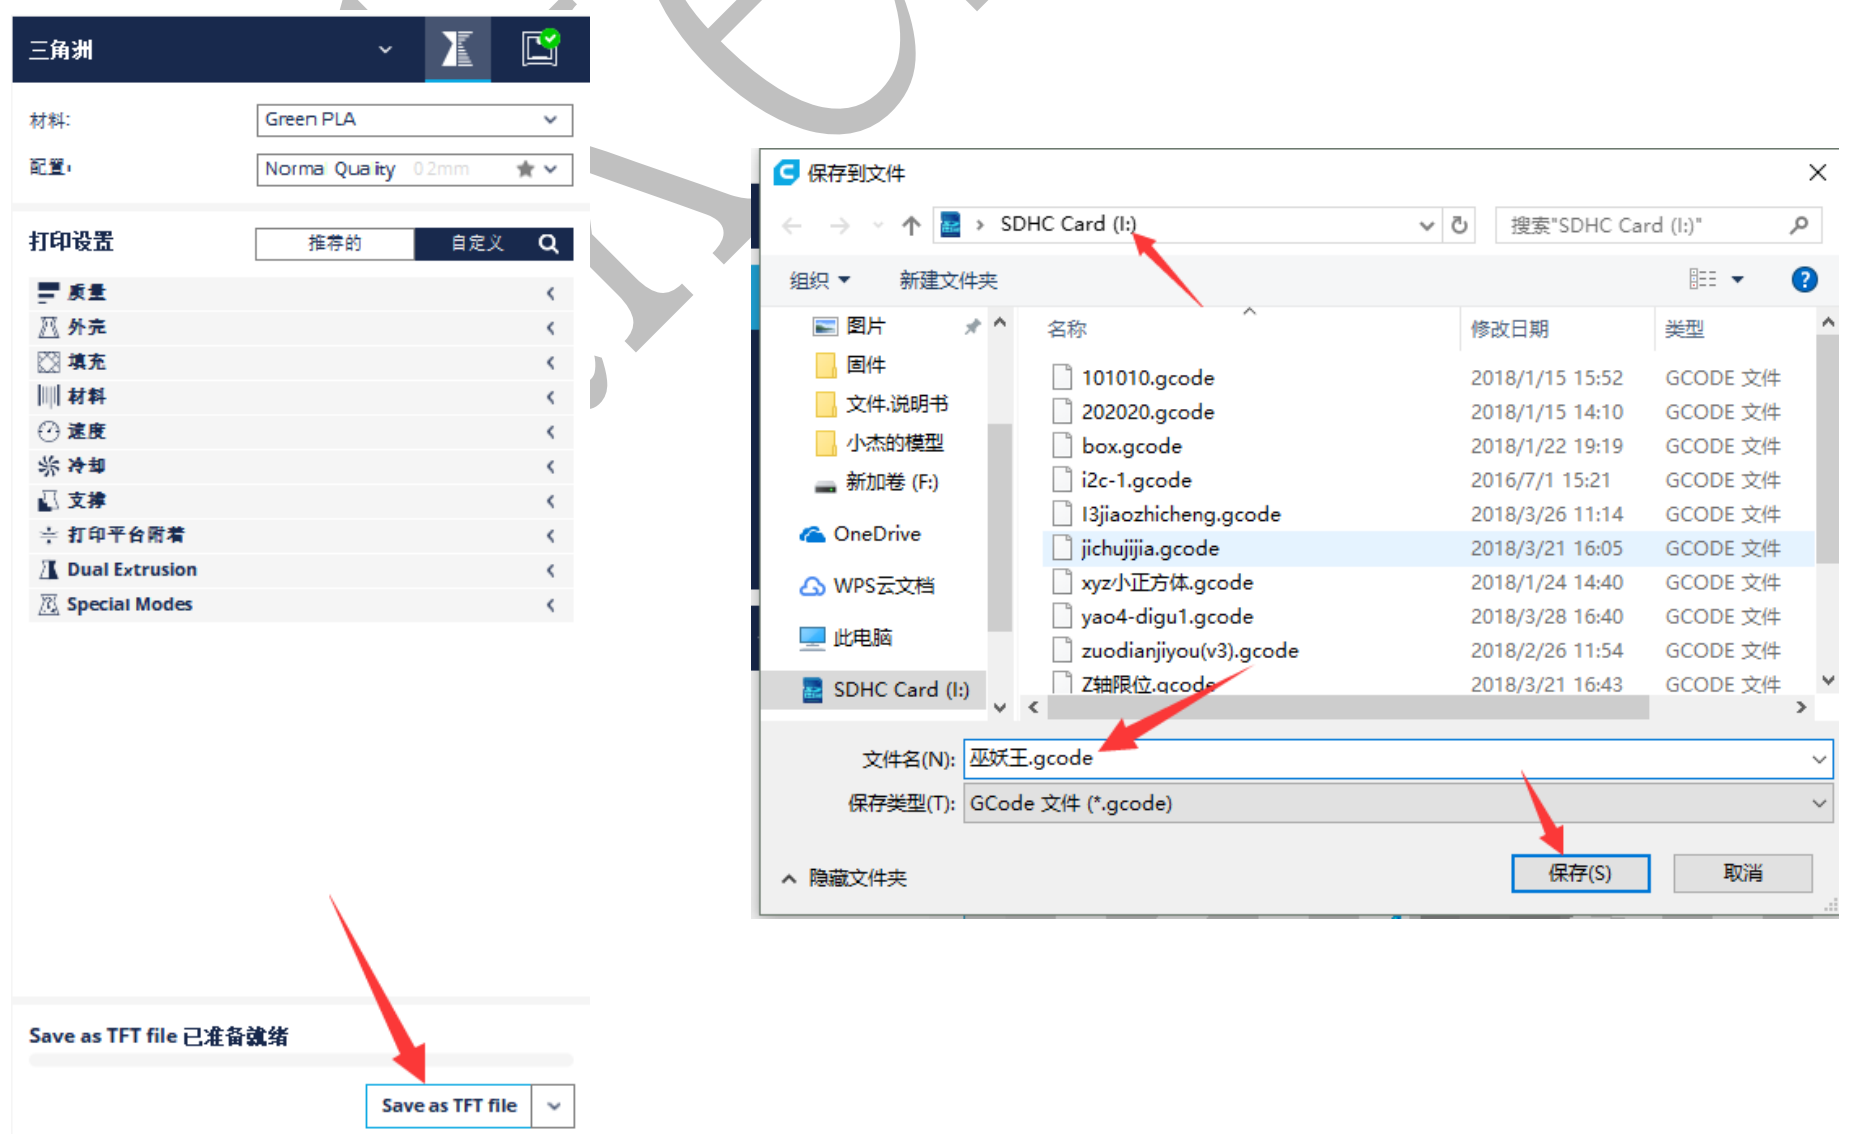 三角洲
材料:
Green PLA
配置:
Normal Quality 0.2mm
打印设置
推荐的
自定义
质量
外壳
填充
材料
速度
冷却
支撑
打印平台附着
Dual Extrusion
Special Modes
Save as TFT file 已准备就绪
Save as TFT file
保存到文件
SDHC Card (I:)
搜索"SDHC Card (I:)"
组织
新建文件夹
图片
固件
文件.说明书
小杰的模型
新加卷 (F:)
OneDrive
WPS云文档
此电脑
SDHC Card (I:)
名称 修改日期 类型
101010.gcode 2018/1/15 15:52 GCODE 文件
202020.gcode 2018/1/15 14:10 GCODE 文件
box.gcode 2018/1/22 19:19 GCODE 文件
i2c-1.gcode 2016/7/1 15:21 GCODE 文件
I3jiaozhicheng.gcode 2018/3/26 11:14 GCODE 文件
jichujijia.gcode 2018/3/21 16:05 GCODE 文件
xyz小正方体.gcode 2018/1/24 14:40 GCODE 文件
yao4-digu1.gcode 2018/3/28 16:40 GCODE 文件
zuodianjiyou(v3).gcode 2018/2/26 11:54 GCODE 文件
Z轴限位.gcode 2018/3/21 16:43 GCODE 文件
文件名(N): 巫妖王.gcode
保存类型(T): GCode 文件 (*.gcode)
隐藏文件夹
保存(S)
取消